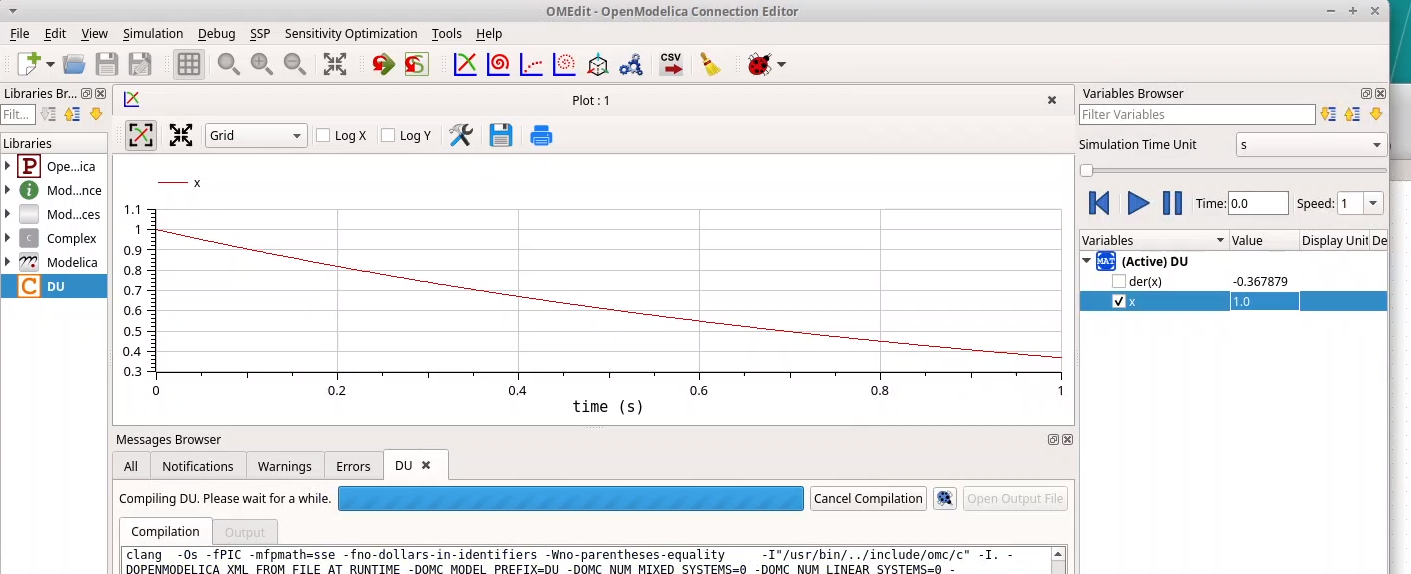 OMEdit - OpenModelica Connection Editor
File Edit View Simulation Debug SSP Sensitivity Optimization Tools Help
CSV
Libraries Br...
Filt...
Libraries
P Ope...ica
i Mod...nce
Mod...ces
C Complex
Modelica
C DU
Plot : 1
Grid Log X Log Y
x
1.1
1
0.9
0.8
0.7
0.6
0.5
0.4
0.3
0 0.2 0.4 0.6 0.8 1
time (s)
Messages Browser
All Notifications Warnings Errors DU
Compiling DU. Please wait for a while. Cancel Compilation Open Output File
Compilation Output
clang -Os -fPIC -mfpmath=sse -fno-dollars-in-identifiers -Wno-parentheses-equality -I"/usr/bin/../include/omc/c" -I. -
DOPENMODELICA_XML_FROM_FILE_AT_RUNTIME -DOMC_MODEL_PREFIX=DU -DOMC_NUM_MIXED_SYSTEMS=0 -DOMC_NUM_LINEAR_SYSTEMS=0 -
Variables Browser
Filter Variables
Simulation Time Unit s
Time: 0.0 Speed: 1
Variables Value Display Unit De
MAT (Active) DU
der(x) -0.367879
x 1.0